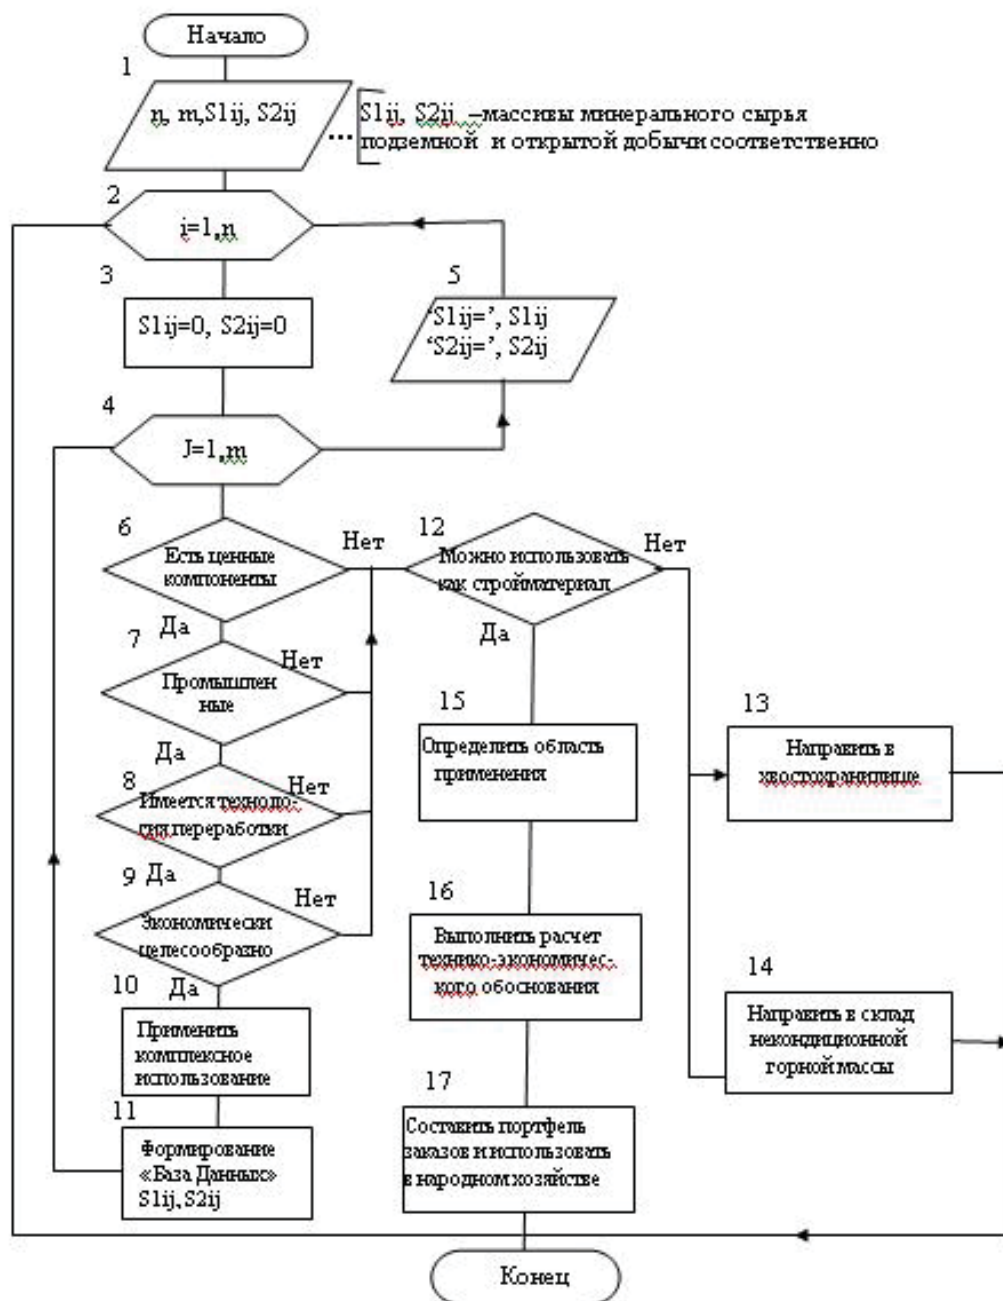 Начало
1
n, m,S1ij, S2ij
...
S1ij, S2ij –массивы минерального сырья
подземной и открытой добычи соответственно
2
i=1,n
3
S1ij=0, S2ij=0
5
‘S1ij=’, S1ij
‘S2ij=’, S2ij
4
J=1,m
6
Есть ценные
компоненты
Нет
Да
12
Можно использовать
как стройматериал
Нет
Да
7
Промышлен
ные
Нет
Да
8
Имеется техноло-
гия переработки
Нет
Да
9
Экономически
целесообразно
Нет
Да
10
Применить
комплексное
использование
11
Формирование
«База Данных»
S1ij,S2ij
15
Определить область
применения
16
Выполнить расчет
технико-экономичес-
кого обоснования
17
Составить портфель
заказов и использовать
в народном хозяйстве
13
Направить в
хвостохранилище
14
Направить в склад
некондиционной
горной массы
Конец